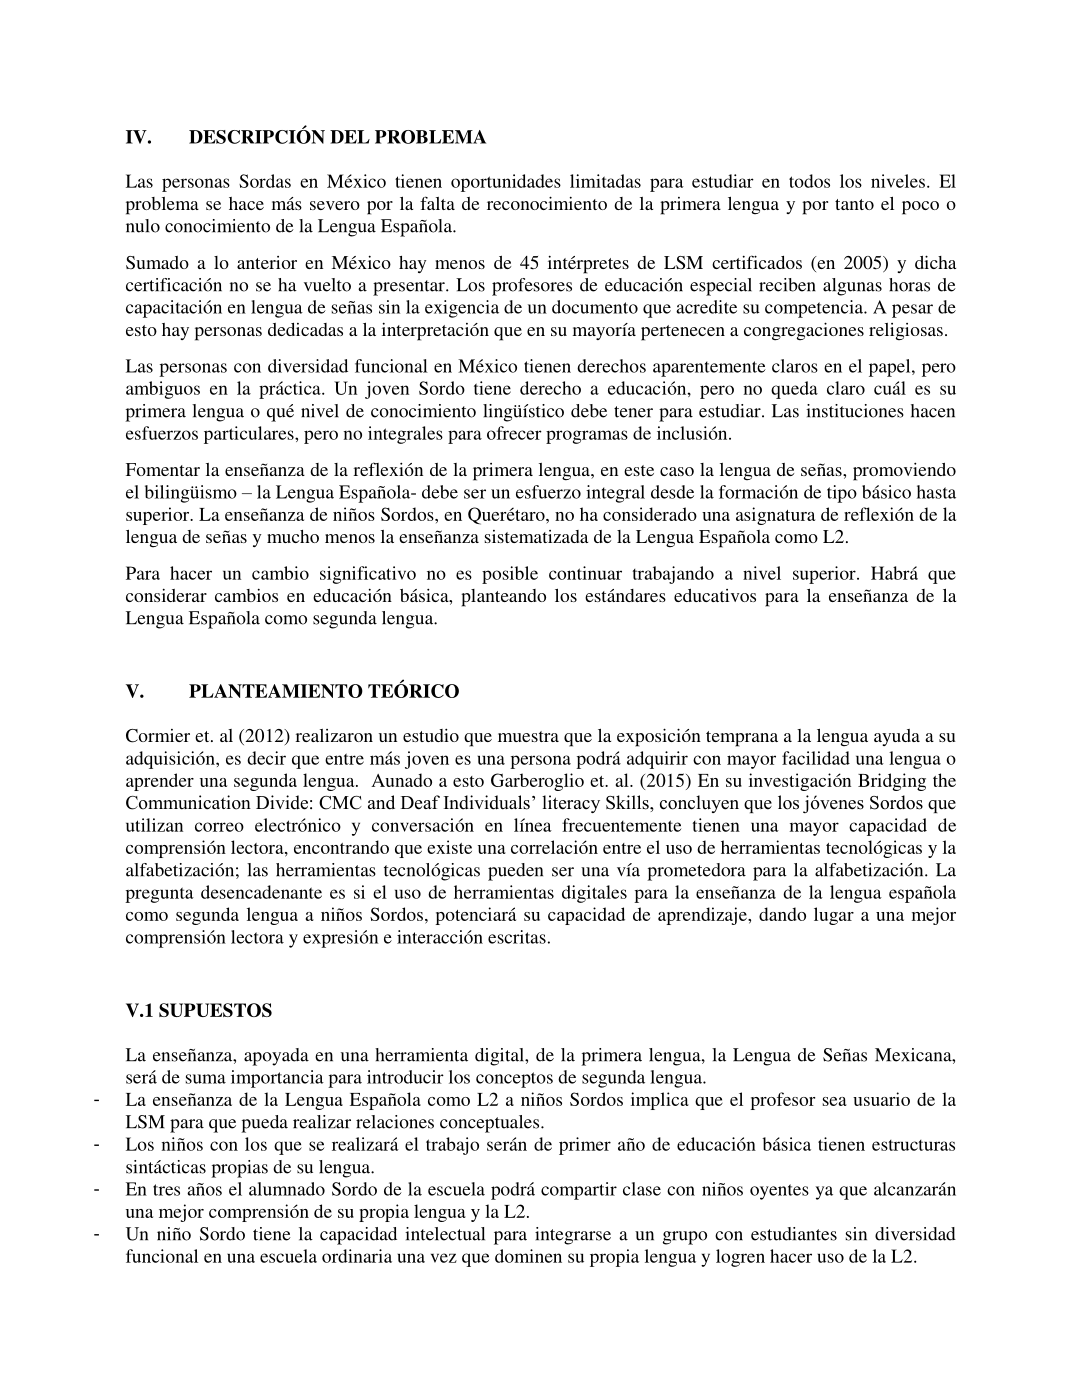 IV. DESCRIPCIÓN DEL PROBLEMA
Las personas Sordas en México tienen oportunidades limitadas para estudiar en todos los niveles. El
problema se hace más severo por la falta de reconocimiento de la primera lengua y por tanto el poco o
nulo conocimiento de la Lengua Española.
Sumado a lo anterior en México hay menos de 45 intérpretes de LSM certificados (en 2005) y dicha
certificación no se ha vuelto a presentar. Los profesores de educación especial reciben algunas horas de
capacitación en lengua de señas sin la exigencia de un documento que acredite su competencia. A pesar de
esto hay personas dedicadas a la interpretación que en su mayoría pertenecen a congregaciones religiosas.
Las personas con diversidad funcional en México tienen derechos aparentemente claros en el papel, pero
ambiguos en la práctica. Un joven Sordo tiene derecho a educación, pero no queda claro cuál es su
primera lengua o qué nivel de conocimiento lingüístico debe tener para estudiar. Las instituciones hacen
esfuerzos particulares, pero no integrales para ofrecer programas de inclusión.
Fomentar la enseñanza de la reflexión de la primera lengua, en este caso la lengua de señas, promoviendo
el bilingüismo – la Lengua Española- debe ser un esfuerzo integral desde la formación de tipo básico hasta
superior. La enseñanza de niños Sordos, en Querétaro, no ha considerado una asignatura de reflexión de la
lengua de señas y mucho menos la enseñanza sistematizada de la Lengua Española como L2.
Para hacer un cambio significativo no es posible continuar trabajando a nivel superior. Habrá que
considerar cambios en educación básica, planteando los estándares educativos para la enseñanza de la
Lengua Española como segunda lengua.
V. PLANTEAMIENTO TEÓRICO
Cormier et. al (2012) realizaron un estudio que muestra que la exposición temprana a la lengua ayuda a su
adquisición, es decir que entre más joven es una persona podrá adquirir con mayor facilidad una lengua o
aprender una segunda lengua. Aunado a esto Garberoglio et. al. (2015) En su investigación Bridging the
Communication Divide: CMC and Deaf Individuals’ literacy Skills, concluyen que los jóvenes Sordos que
utilizan correo electrónico y conversación en línea frecuentemente tienen una mayor capacidad de
comprensión lectora, encontrando que existe una correlación entre el uso de herramientas tecnológicas y la
alfabetización; las herramientas tecnológicas pueden ser una vía prometedora para la alfabetización. La
pregunta desencadenante es si el uso de herramientas digitales para la enseñanza de la lengua española
como segunda lengua a niños Sordos, potenciará su capacidad de aprendizaje, dando lugar a una mejor
comprensión lectora y expresión e interacción escritas.
V.1 SUPUESTOS
La enseñanza, apoyada en una herramienta digital, de la primera lengua, la Lengua de Señas Mexicana,
será de suma importancia para introducir los conceptos de segunda lengua.
- La enseñanza de la Lengua Española como L2 a niños Sordos implica que el profesor sea usuario de la
LSM para que pueda realizar relaciones conceptuales.
- Los niños con los que se realizará el trabajo serán de primer año de educación básica tienen estructuras
sintácticas propias de su lengua.
- En tres años el alumnado Sordo de la escuela podrá compartir clase con niños oyentes ya que alcanzarán
una mejor comprensión de su propia lengua y la L2.
- Un niño Sordo tiene la capacidad intelectual para integrarse a un grupo con estudiantes sin diversidad
funcional en una escuela ordinaria una vez que dominen su propia lengua y logren hacer uso de la L2.